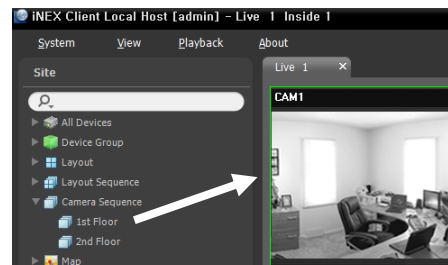 iNEX Client Local Host [admin] - Live 1 Inside 1
System View Playback About
Site
Live 1 X
CAM1
All Devices
Device Group
Layout
Layout Sequence
Camera Sequence
1st Floor
2nd Floor
Map